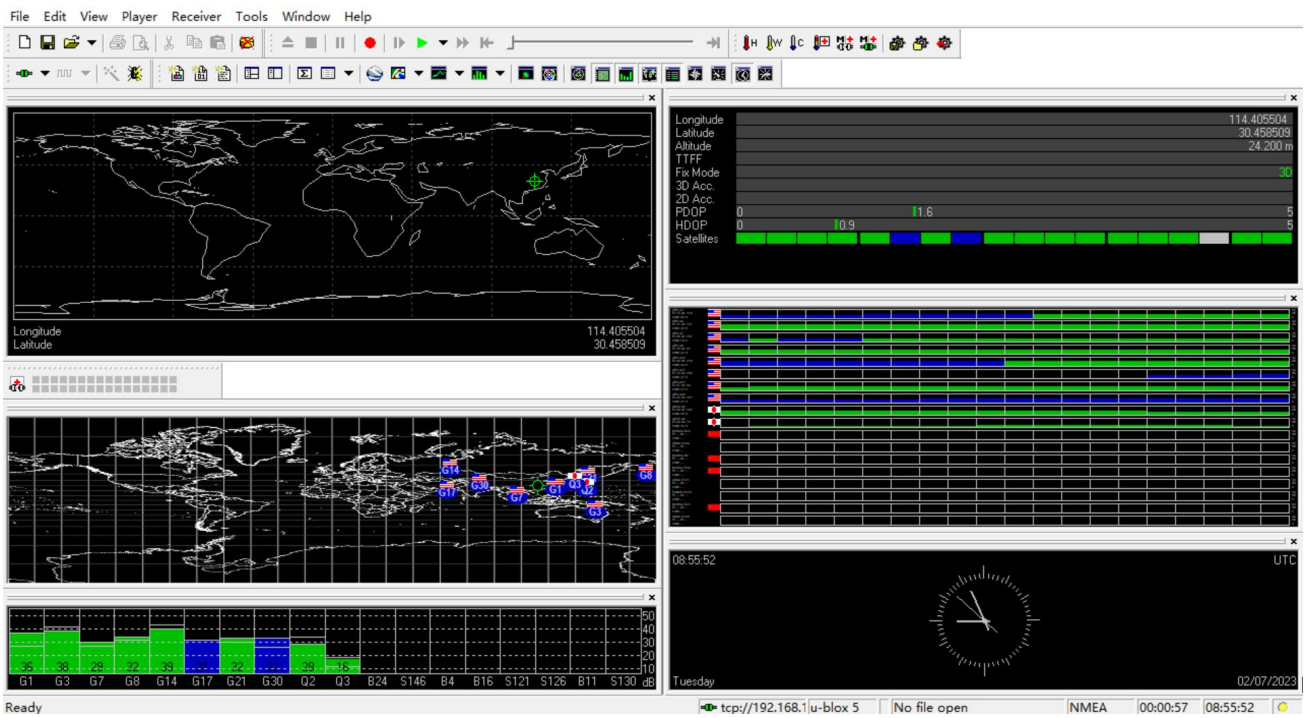 File Edit View Player Receiver Tools Window Help
H W C
Longitude 114.405504
Latitude 30.458509
Altitude 24.200 m
TTFF
Fix Mode 3D
3D Acc.
2D Acc.
PDOP 0 1.6 5
HDOP 0 0.9 5
Satellites
Longitude 114.405504
Latitude 30.458509
G14 G17 G30 G7 G1 Q3 Q2 G3 G8
08:55:52 UTC
Tuesday 02/07/2023
50
40
30
20
10
36 38 29 32 39 32 29 16
G1 G3 G7 G8 G14 G17 G21 G30 Q2 Q3 B24 S146 B4 B16 S121 S126 B11 S130 dB
Ready tcp://192.168.1 u-blox 5 No file open NMEA 00:00:57 08:55:52